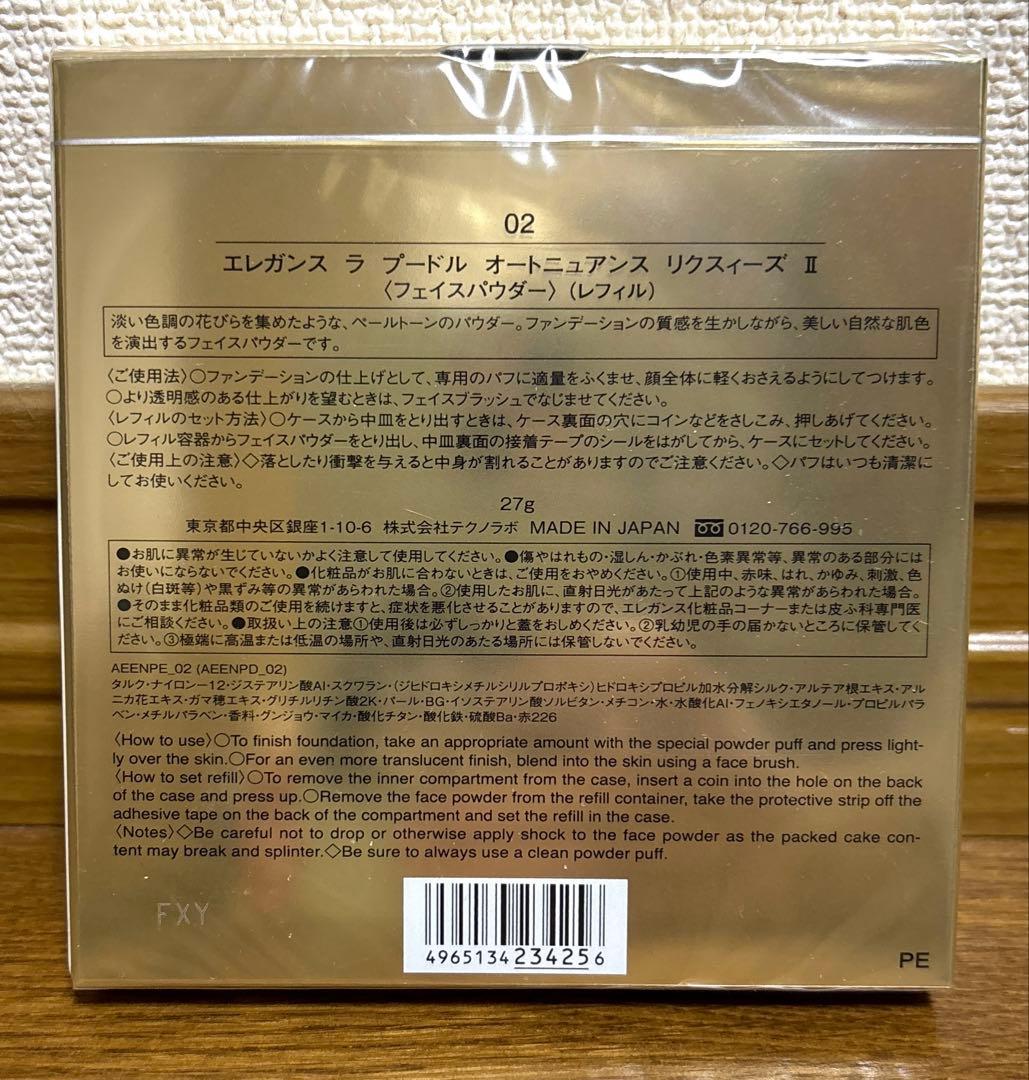 02
エレガンス ラ プードル オートニュアンス リクスィーズ Ⅱ
〈フェイスパウダー〉(レフィル)
淡い色調の花びらを集めたような、ペールトーンのパウダー。ファンデーションの質感を生かしながら、美しい自然な肌色
を演出するフェイスパウダーです。
〈ご使用法〉○ファンデーションの仕上げとして、専用のパフに適量をふくませ、顔全体に軽くおさえるようにしてつけます。
○より透明感のある仕上がりを望むときは、フェイスブラッシュでなじませてください。
〈レフィルのセット方法〉○ケースから中皿をとり出すときは、ケース裏面の穴にコインなどをさしこみ、押しあげてください。
○レフィル容器からフェイスパウダーをとり出し、中皿裏面の接着テープのシールをはがしてから、ケースにセットしてください。
〈ご使用上の注意〉◇落としたり衝撃を与えると中身が割れることがありますのでご注意ください。◇パフはいつも清潔に
してお使いください。
27g
東京都中央区銀座1-10-6 株式会社テクノラボ MADE IN JAPAN 0120-766-995
●お肌に異常が生じていないかよく注意して使用してください。●傷やはれもの・湿しん・かぶれ・色素異常等、異常のある部分には
お使いにならないでください。●化粧品がお肌に合わないときは、ご使用をおやめください。①使用中、赤味、はれ、かゆみ、刺激、色
ぬけ(白斑等)や黒ずみ等の異常があらわれた場合。②使用したお肌に、直射日光があたって上記のような異常があらわれた場合。
●そのまま化粧品類のご使用を続けますと、症状を悪化させることがありますので、エレガンス化粧品コーナーまたは皮ふ科専門医
にご相談ください。●取扱い上の注意①使用後は必ずしっかりと蓋をおしめください。②乳幼児の手の届かないところに保管してく
ださい。③極端に高温または低温の場所や、直射日光のあたる場所には保管しないでください。
AEENPE_02 (AEENPD_02)
タルク・ナイロン-12・ジステアリン酸Al・スクワラン・(ジヒドロキシメチルシリルプロポキシ)ヒドロキシプロピル加水分解シルク・アルテア根エキス・アル
ニカ花エキス・ガマ穂エキス・グリチルリチン酸2K・パール・BG・イソステアリン酸ソルビタン・メチコン・水・水酸化Al・フェノキシエタノール・プロピルパラ
ベン・メチルパラベン・香料・グンジョウ・マイカ・酸化チタン・酸化鉄・硫酸Ba・赤226
〈How to use〉○To finish foundation, take an appropriate amount with the special powder puff and press light-
ly over the skin.○For an even more translucent finish, blend into the skin using a face brush.
〈How to set refill〉○To remove the inner compartment from the case, insert a coin into the hole on the back
of the case and press up.○Remove the face powder from the refill container, take the protective strip off the
adhesive tape on the back of the compartment and set the refill in the case.
〈Notes〉◇Be careful not to drop or otherwise apply shock to the face powder as the packed cake con-
tent may break and splinter.◇Be sure to always use a clean powder puff.
FXY
4965134234256
PE